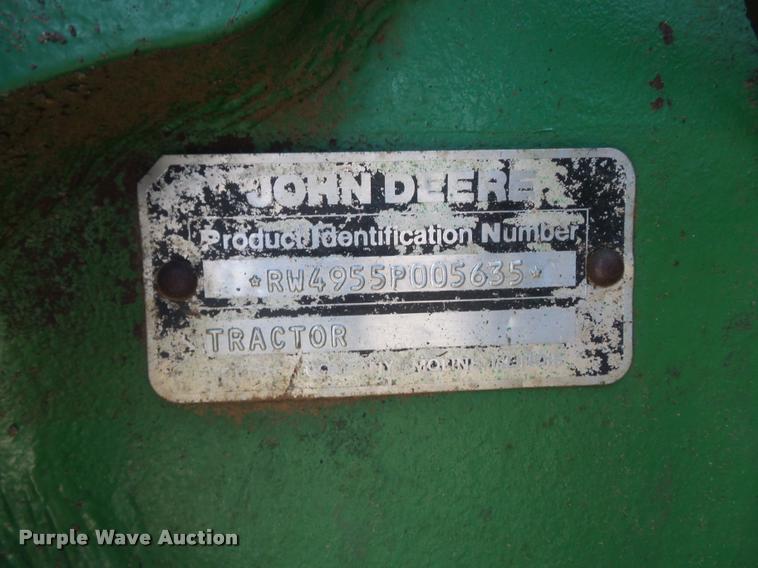 JOHN DEERE
Product Identification Number
*RW4955P005635*
TRACTOR
Purple Wave Auction